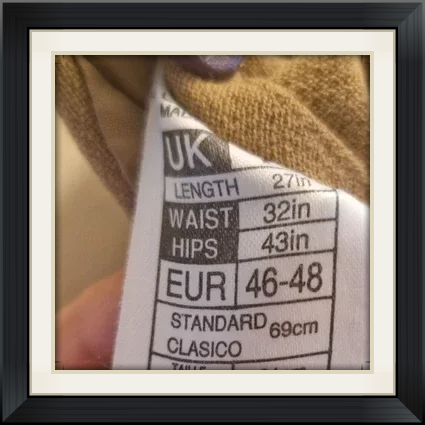 UK
LENGTH 27in
WAIST 32in
HIPS 43in
EUR 46-48
STANDARD 69cm
CLASICO